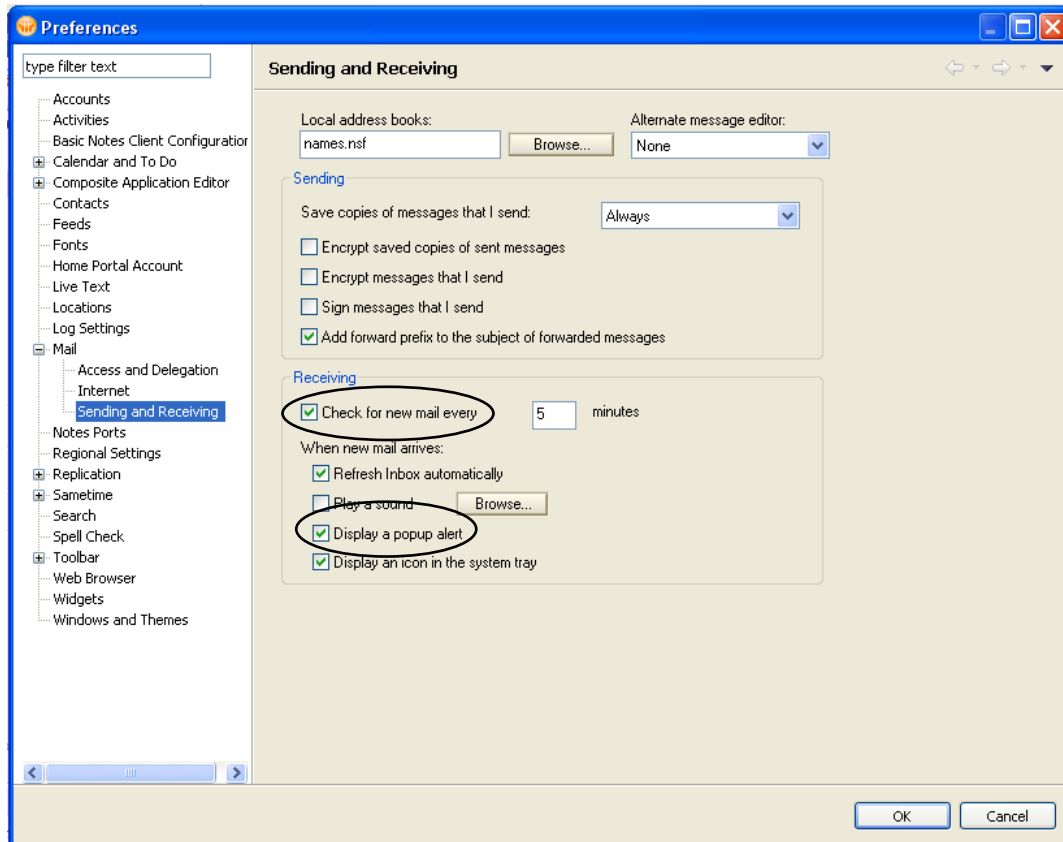 Preferences
type filter text
Accounts
Activities
Basic Notes Client Configuration
Calendar and To Do
Composite Application Editor
Contacts
Feeds
Fonts
Home Portal Account
Live Text
Locations
Log Settings
Mail
Access and Delegation
Internet
Sending and Receiving
Notes Ports
Regional Settings
Replication
Sametime
Search
Spell Check
Toolbar
Web Browser
Widgets
Windows and Themes
Sending and Receiving
Local address books:
Alternate message editor:
names.nsf
Browse...
None
Sending
Save copies of messages that I send:
Always
Encrypt saved copies of sent messages
Encrypt messages that I send
Sign messages that I send
Add forward prefix to the subject of forwarded messages
Receiving
Check for new mail every 5 minutes
When new mail arrives:
Refresh Inbox automatically
Play a sound
Browse...
Display a popup alert
Display an icon in the system tray
OK
Cancel